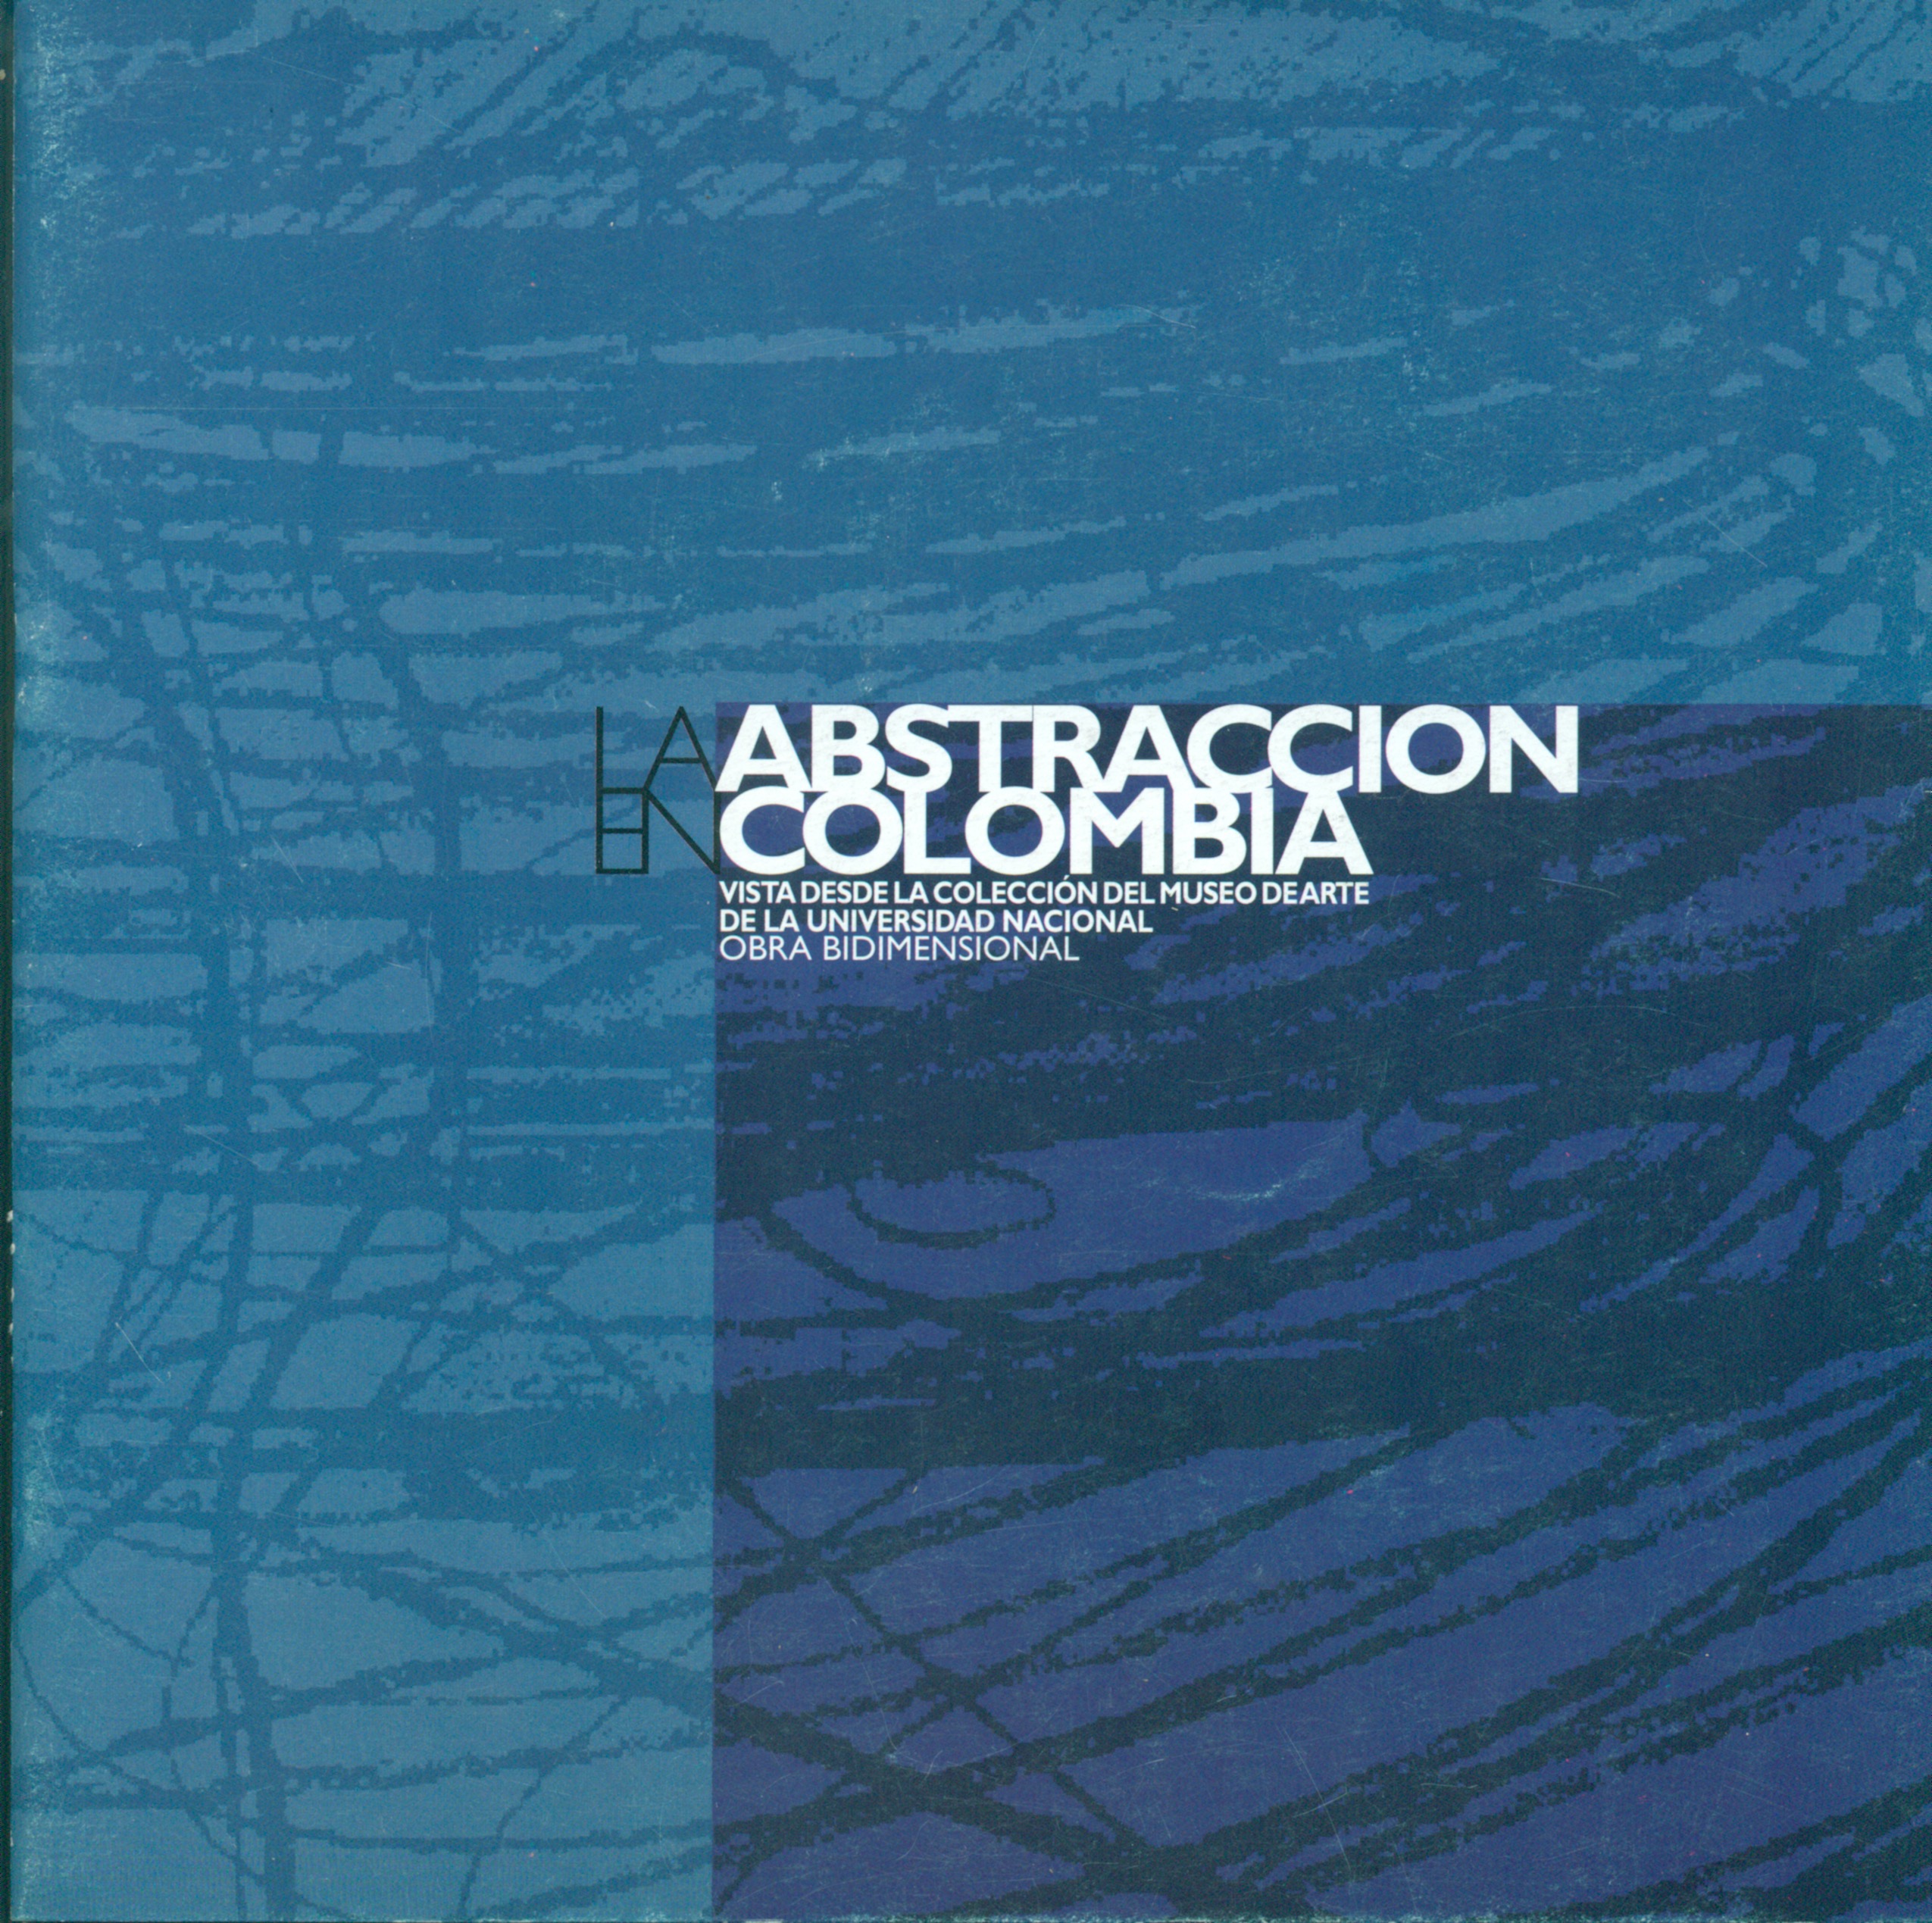 LA ABSTRACCION
EN COLOMBIA
VISTA DESDE LA COLECCIÓN DEL MUSEO DE ARTE
DE LA UNIVERSIDAD NACIONAL
OBRA BIDIMENSIONAL